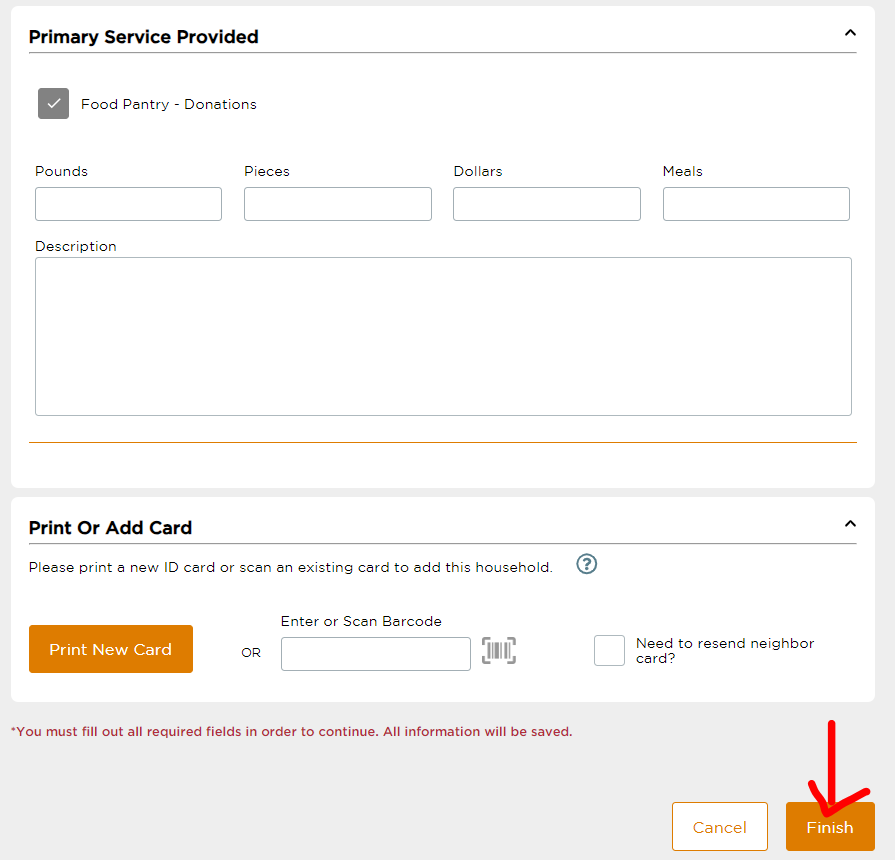 Primary Service Provided
Food Pantry - Donations
Pounds Pieces Dollars Meals
Description
Print Or Add Card
Please print a new ID card or scan an existing card to add this household. ?
Enter or Scan Barcode
Print New Card OR Need to resend neighbor
card?
*You must fill out all required fields in order to continue. All information will be saved.
Cancel Finish